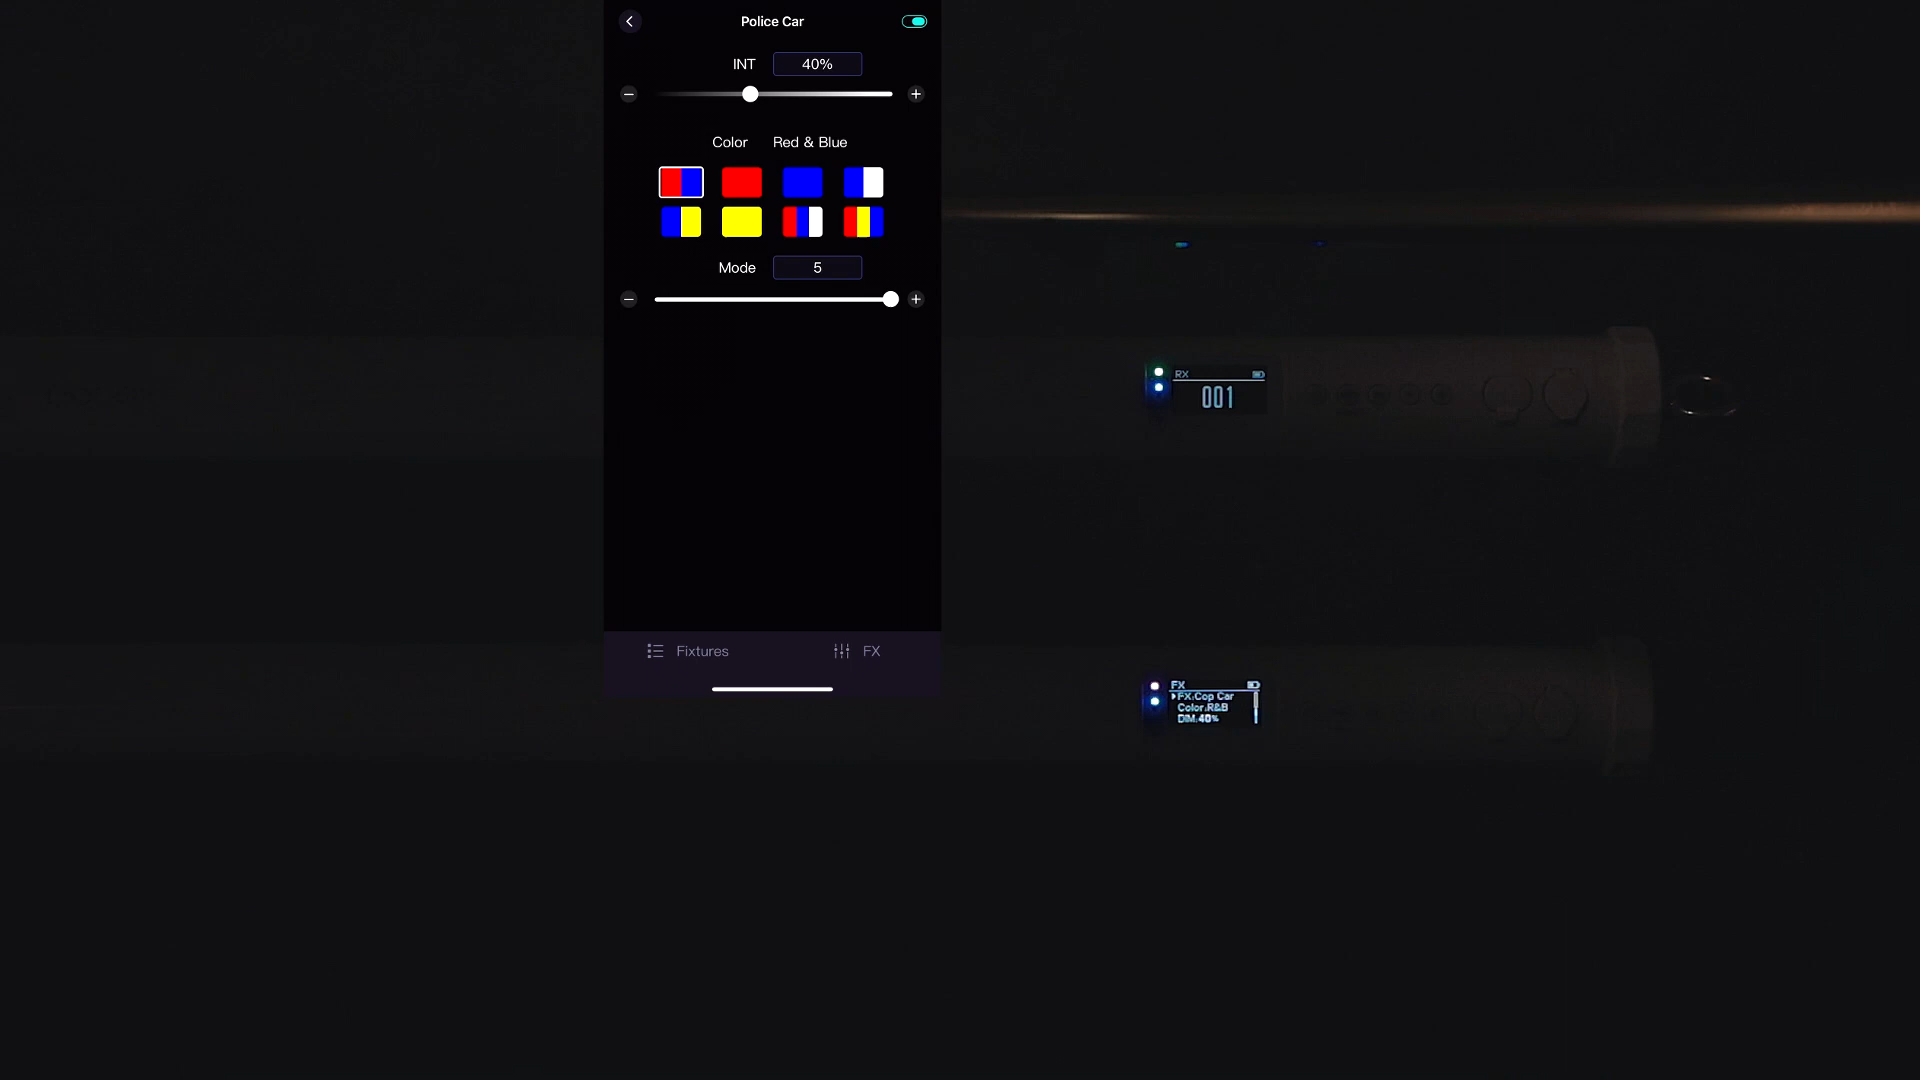 Police Car
INT 40%
Color Red & Blue
Mode 5
Fixtures FX
RX
001
FX
FX:Cop Car
Color:R&B
DIM:40%